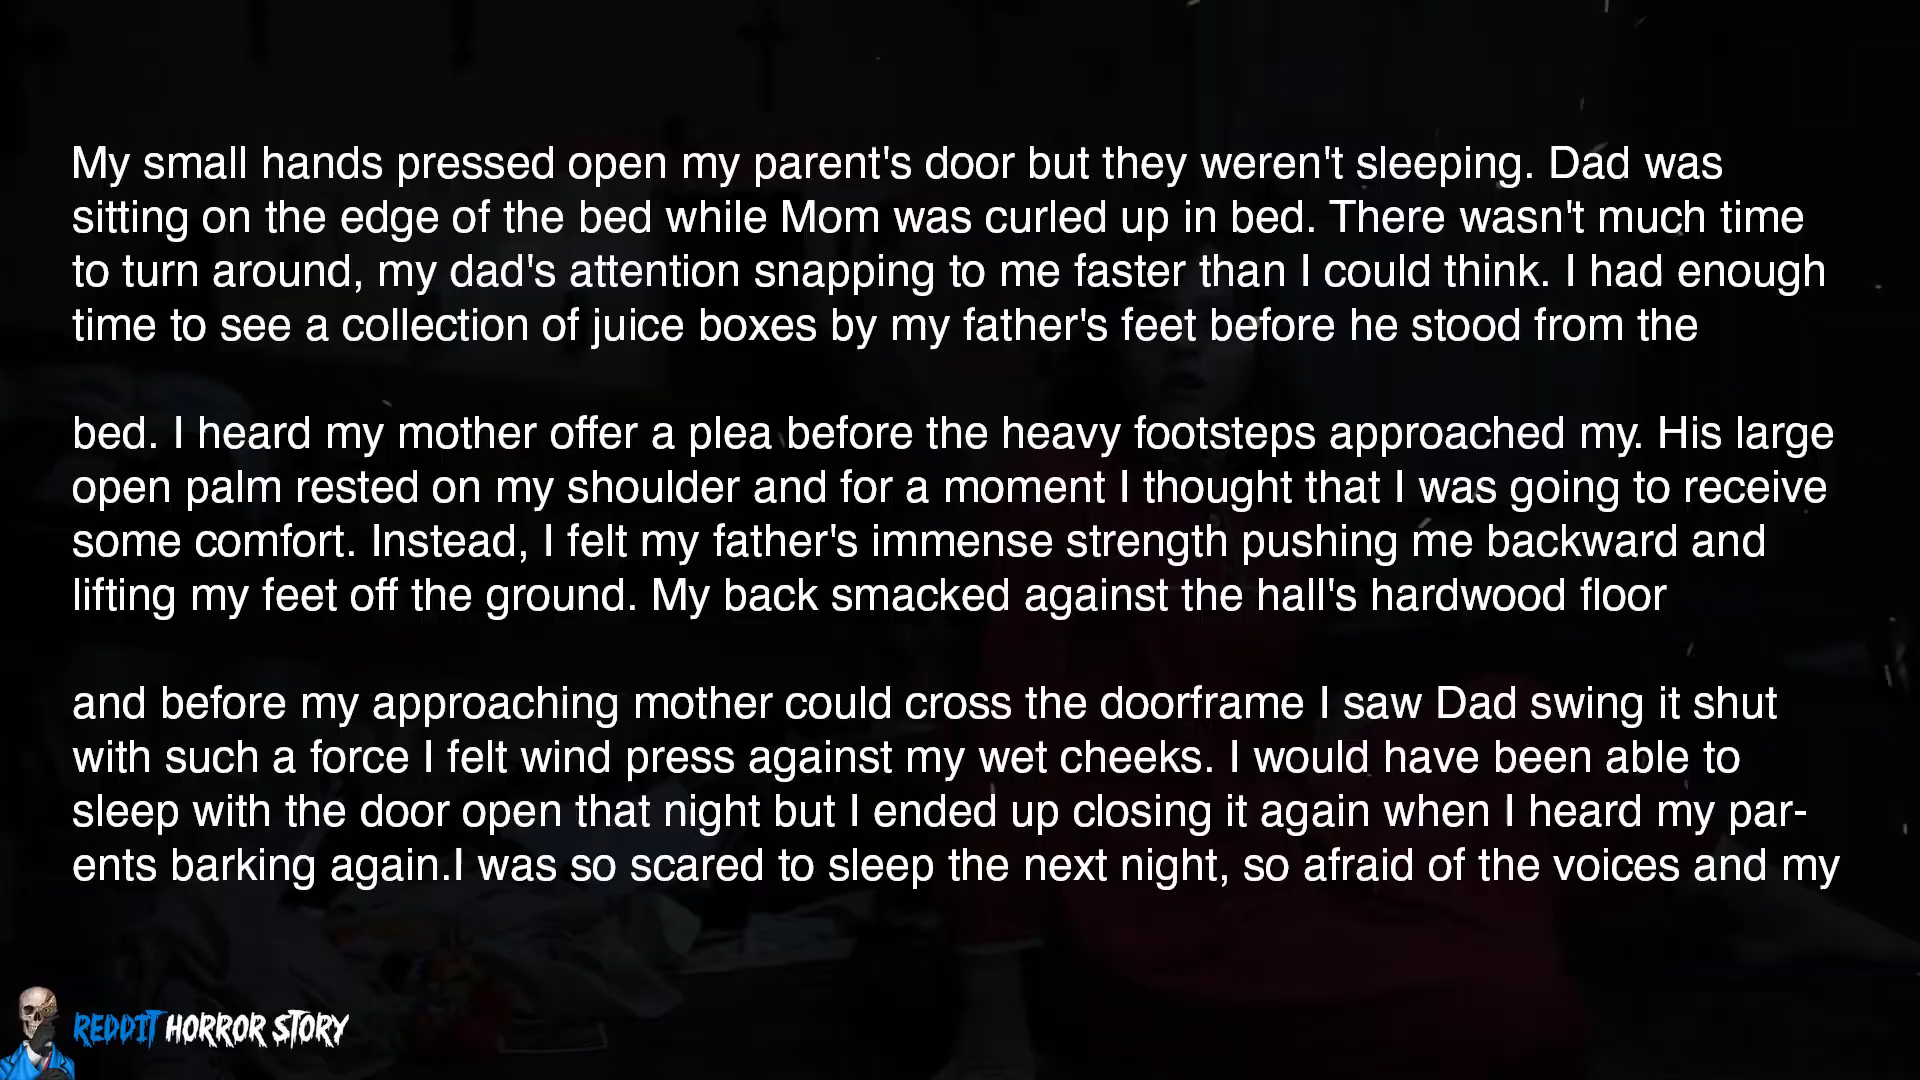 My small hands pressed open my parent's door but they weren't sleeping. Dad was
sitting on the edge of the bed while Mom was curled up in bed. There wasn't much time
to turn around, my dad's attention snapping to me faster than I could think. I had enough
time to see a collection of juice boxes by my father's feet before he stood from the
bed. I heard my mother offer a plea before the heavy footsteps approached my. His large
open palm rested on my shoulder and for a moment I thought that I was going to receive
some comfort. Instead, I felt my father's immense strength pushing me backward and
lifting my feet off the ground. My back smacked against the hall's hardwood floor
and before my approaching mother could cross the doorframe I saw Dad swing it shut
with such a force I felt wind press against my wet cheeks. I would have been able to
sleep with the door open that night but I ended up closing it again when I heard my par-
ents barking again.I was so scared to sleep the next night, so afraid of the voices and my
REDDIT HORROR STORY